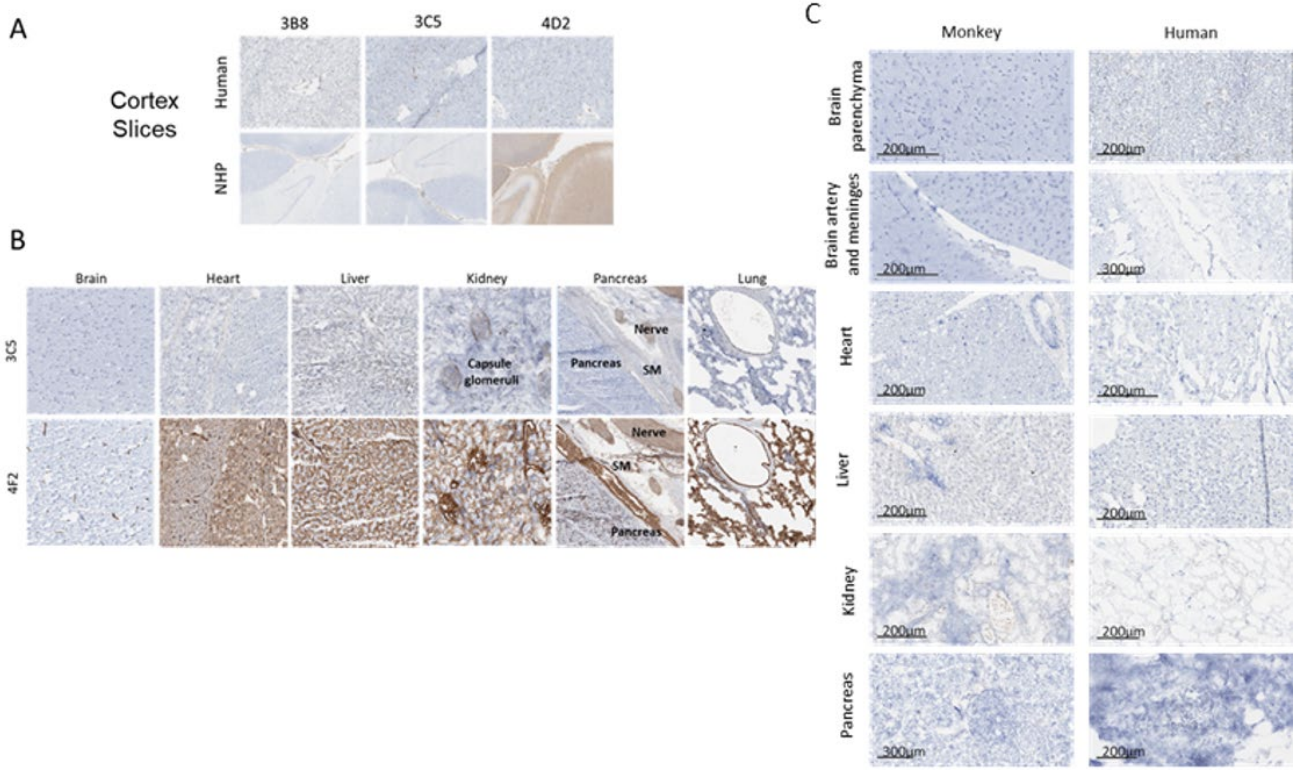 A
3B8 3C5 4D2
Cortex
Slices
Human
NHP
B
Brain Heart Liver Kidney Pancreas Lung
3C5
Capsule
glomeruli
Nerve
Pancreas
SM
4F2
Nerve
SM
Pancreas
C
Monkey Human
Brain
parenchyma
200µm 200µm
Brain artery
and meninges
200µm 300µm
Heart
200µm 200µm
Liver
200µm 200µm
Kidney
200µm 200µm
Pancreas
300µm 200µm